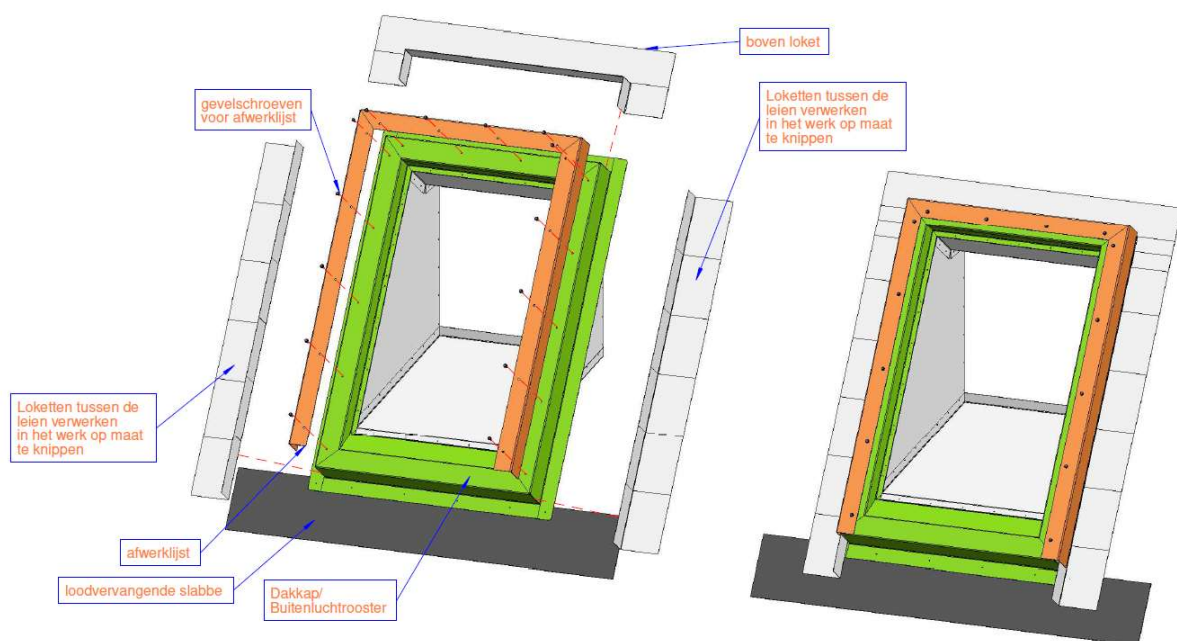 boven loket
gevelschroeven
voor afwerklijst
Loketten tussen de
leien verwerken
in het werk op maat
te knippen
Loketten tussen de
leien verwerken
in het werk op maat
te knippen
afwerklijst
loodvervangende slabbe
Dakkap/
Buitenluchtrooster